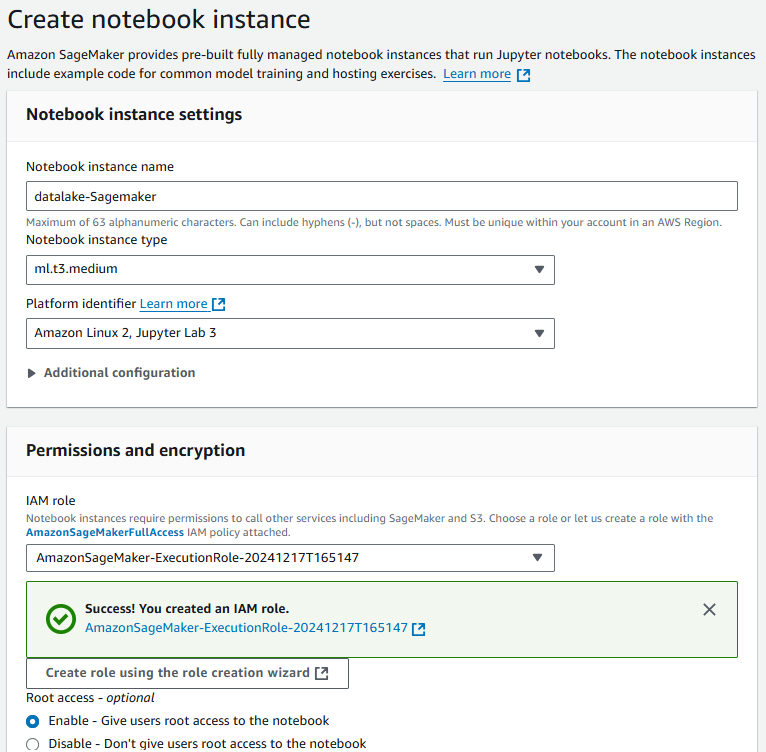 Create notebook instance
Amazon SageMaker provides pre-built fully managed notebook instances that run Jupyter notebooks. The notebook instances
include example code for common model training and hosting exercises. Learn more
Notebook instance settings
Notebook instance name
datalake-Sagemaker
Maximum of 63 alphanumeric characters. Can include hyphens (-), but not spaces. Must be unique within your account in an AWS Region.
Notebook instance type
ml.t3.medium
Platform identifier Learn more
Amazon Linux 2, Jupyter Lab 3
Additional configuration
Permissions and encryption
IAM role
Notebook instances require permissions to call other services including SageMaker and S3. Choose a role or let us create a role with the
AmazonSageMakerFullAccess IAM policy attached.
AmazonSageMaker-ExecutionRole-20241217T165147
Success! You created an IAM role.
AmazonSageMaker-ExecutionRole-20241217T165147
Create role using the role creation wizard
Root access - optional
Enable - Give users root access to the notebook
Disable - Don't give users root access to the notebook